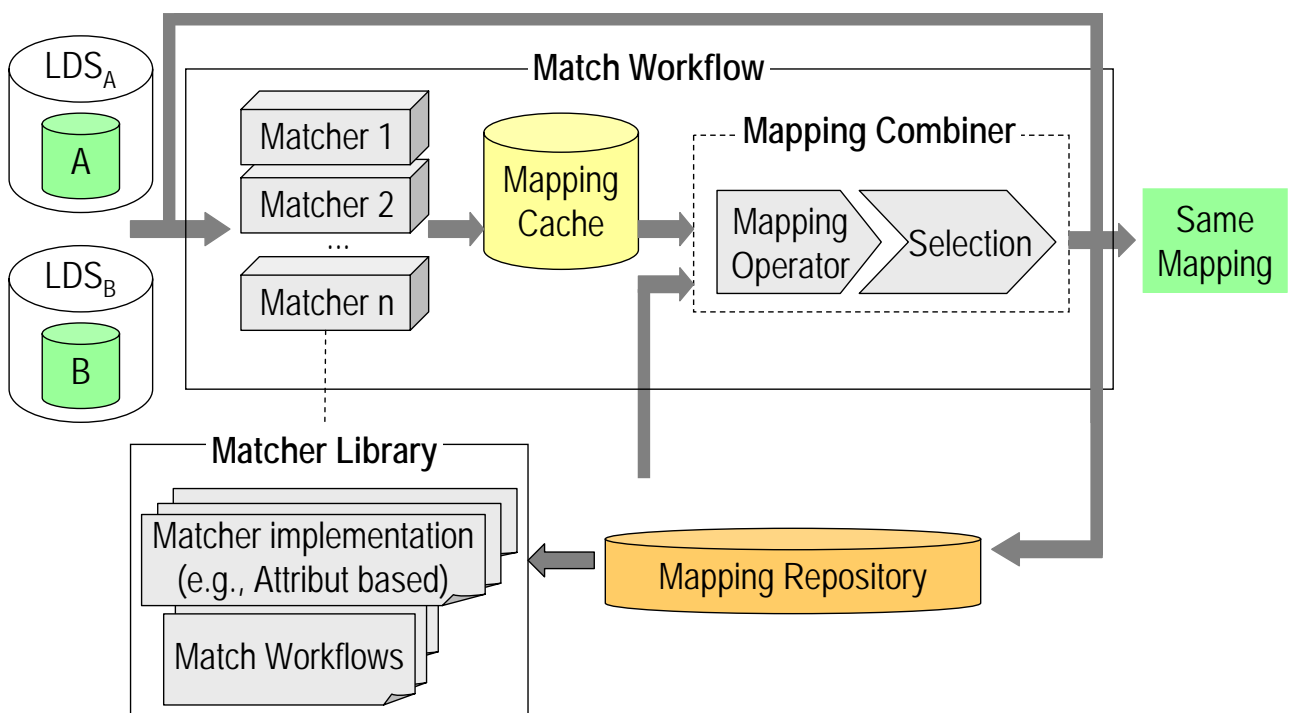 LDSA
A
LDSB
B
Match Workflow
Matcher 1
Matcher 2
...
Matcher n
Mapping
Cache
Mapping Combiner
Mapping
Operator
Selection
Same
Mapping
Matcher Library
Matcher implementation
(e.g., Attribut based)
Match Workflows
Mapping Repository